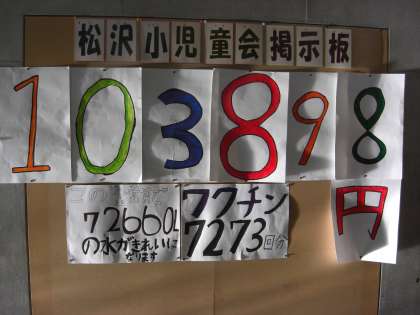 松沢小児童会掲示板
103898
円
72660L
の水がきれいに
なります
ワクチン
7273回分